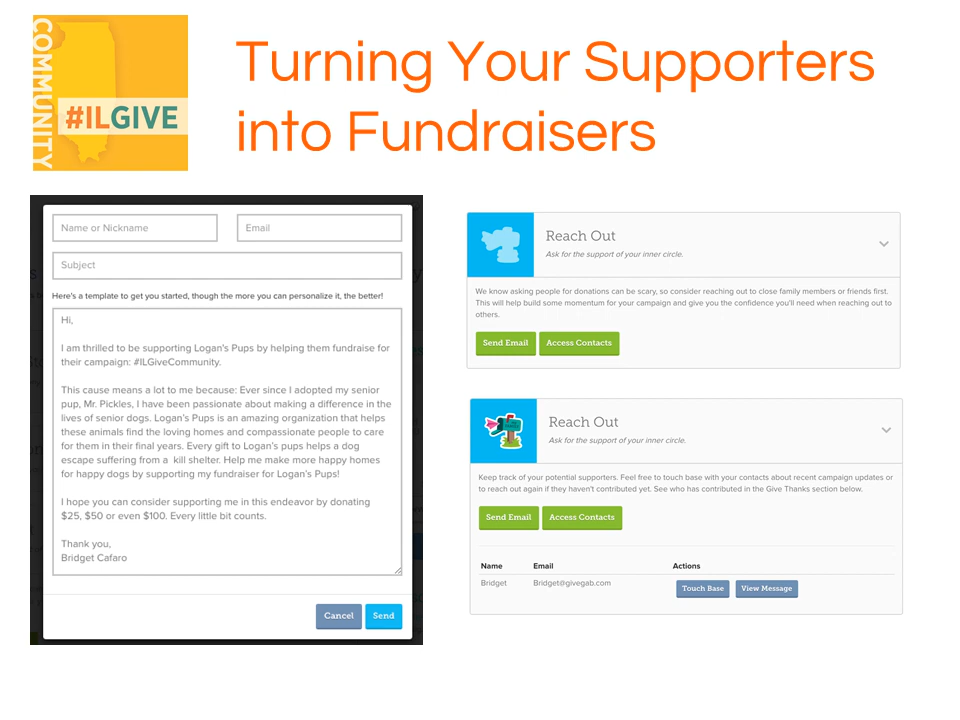 COMMUNITY
#ILGIVE
Turning Your Supporters
into Fundraisers
Name or Nickname
Email
Subject
Here's a template to get you started, though the more you can personalize it, the better!
Hi,
I am thrilled to be supporting Logan's Pups by helping them fundraise for
their campaign: #ILGiveCommunity.
This cause means a lot to me because: Ever since I adopted my senior
pup, Mr. Pickles, I have been passionate about making a difference in the
lives of senior dogs. Logan's Pups is an amazing organization that helps
these animals find the loving homes and compassionate people to care
for them in their final years. Every gift to Logan's pups helps a dog
escape suffering from a  kill shelter. Help me make more happy homes
for happy dogs by supporting my fundraiser for Logan's Pups!
I hope you can consider supporting me in this endeavor by donating
$25, $50 or even $100. Every little bit counts.
Thank you,
Bridget Cafaro
Cancel
Send
Reach Out
Ask for the support of your inner circle.
We know asking people for donations can be scary, so consider reaching out to close family members or friends first.
This will help build some momentum for your campaign and give you the confidence you'll need when reaching out to
others.
Send Email
Access Contacts
Reach Out
Ask for the support of your inner circle.
Keep track of your potential supporters. Feel free to touch base with your contacts about recent campaign updates or
to reach out again if they haven't contributed yet. See who has contributed in the Give Thanks section below.
Send Email
Access Contacts
Name Email Actions
Bridget Bridget@givegab.com Touch Base View Message